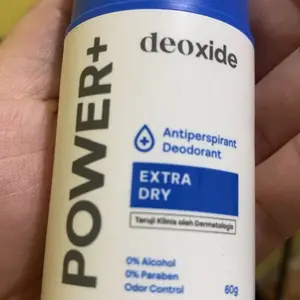 deoxide
POWER+
Antiperspirant
Deodorant
EXTRA
DRY
Teruji Klinis oleh Dermatologis
0% Alcohol
0% Paraben
Odor Control
60g